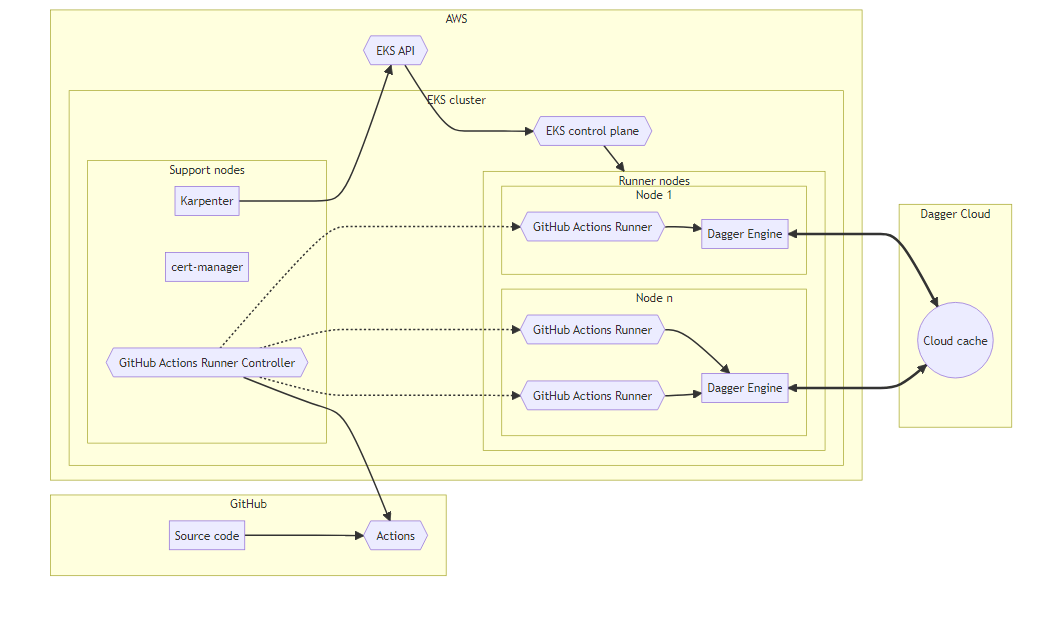 AWS
EKS API
EKS cluster
EKS control plane
Support nodes
Karpenter
cert-manager
GitHub Actions Runner Controller
Runner nodes
Node 1
GitHub Actions Runner
Dagger Engine
Node n
GitHub Actions Runner
GitHub Actions Runner
Dagger Engine
Dagger Cloud
Cloud cache
GitHub
Source code
Actions